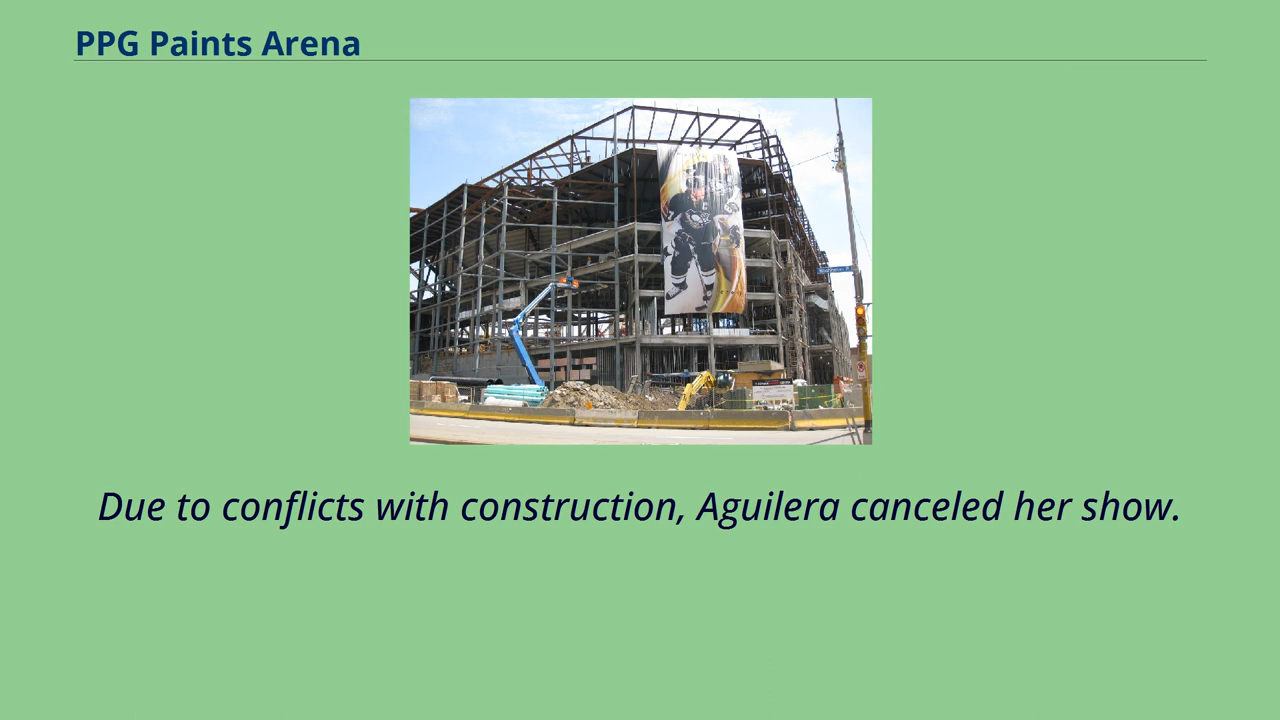 PPG Paints Arena
Due to conflicts with construction, Aguilera canceled her show.